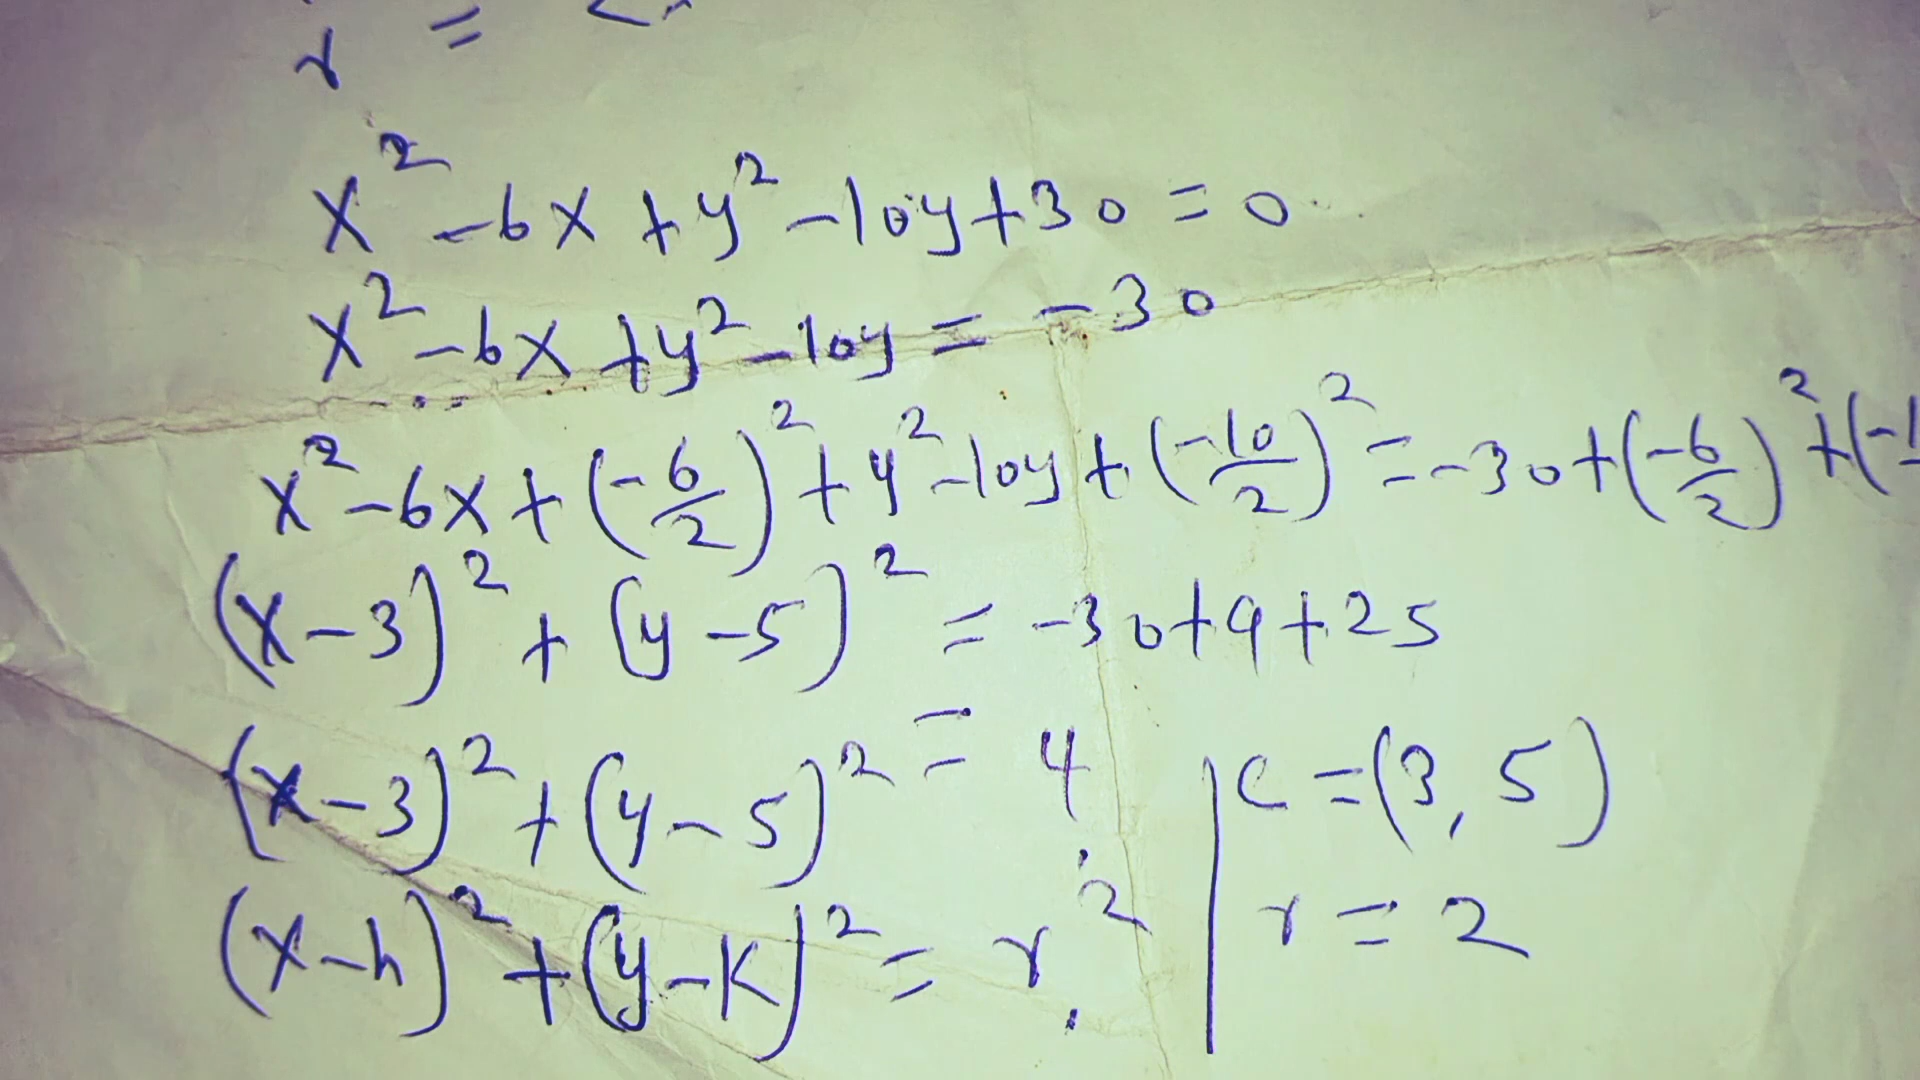 r =
x² - 6x + y² - 10y + 30 = 0
x² - 6x + y² - 10y = -30
x² - 6x + (-6/2)² + y² - 10y + (-10/2)² = -30 + (-6/2)² + (-1
(x - 3)² + (y - 5)² = -30 + 9 + 25
(x - 3)² + (y - 5)² = 4
(x - h)² + (y - k)² = r²
c = (3, 5)
r = 2